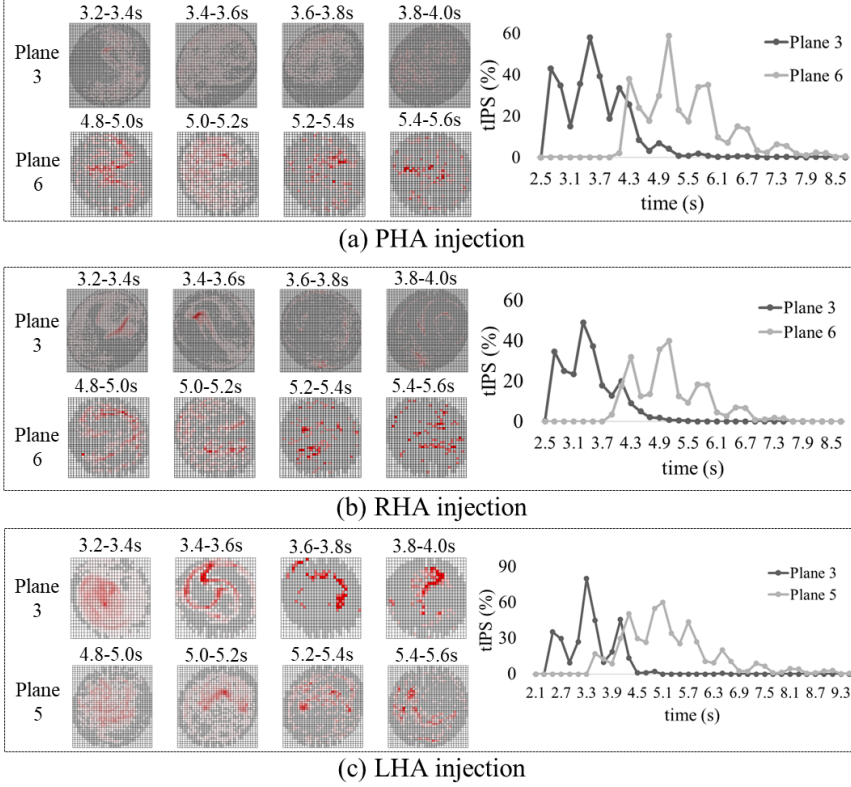 3.2-3.4s 3.4-3.6s 3.6-3.8s 3.8-4.0s
Plane 3
4.8-5.0s 5.0-5.2s 5.2-5.4s 5.4-5.6s
Plane 6
tIPS (%)
60
40
20
0
2.5 3.1 3.7 4.3 4.9 5.5 6.1 6.7 7.3 7.9 8.5
time (s)
Plane 3
Plane 6
(a) PHA injection
3.2-3.4s 3.4-3.6s 3.6-3.8s 3.8-4.0s
Plane 3
4.8-5.0s 5.0-5.2s 5.2-5.4s 5.4-5.6s
Plane 6
tIPS (%)
60
40
20
0
2.5 3.1 3.7 4.3 4.9 5.5 6.1 6.7 7.3 7.9 8.5
time (s)
Plane 3
Plane 6
(b) RHA injection
3.2-3.4s 3.4-3.6s 3.6-3.8s 3.8-4.0s
Plane 3
4.8-5.0s 5.0-5.2s 5.2-5.4s 5.4-5.6s
Plane 5
tIPS (%)
90
60
30
0
2.1 2.7 3.3 3.9 4.5 5.1 5.7 6.3 6.9 7.5 8.1 8.7 9.3
time (s)
Plane 3
Plane 5
(c) LHA injection